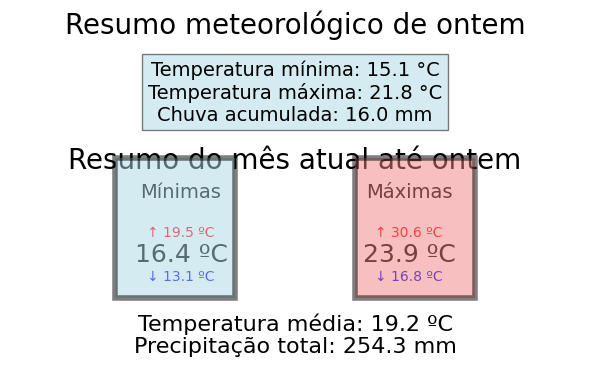 Resumo meteorológico de ontem
Temperatura mínima: 15.1 °C
Temperatura máxima: 21.8 °C
Chuva acumulada: 16.0 mm
Resumo do mês atual até ontem
Mínimas
↑ 19.5 ºC
16.4 ºC
↓ 13.1 ºC
Máximas
↑ 30.6 ºC
23.9 ºC
↓ 16.8 ºC
Temperatura média: 19.2 ºC
Precipitação total: 254.3 mm